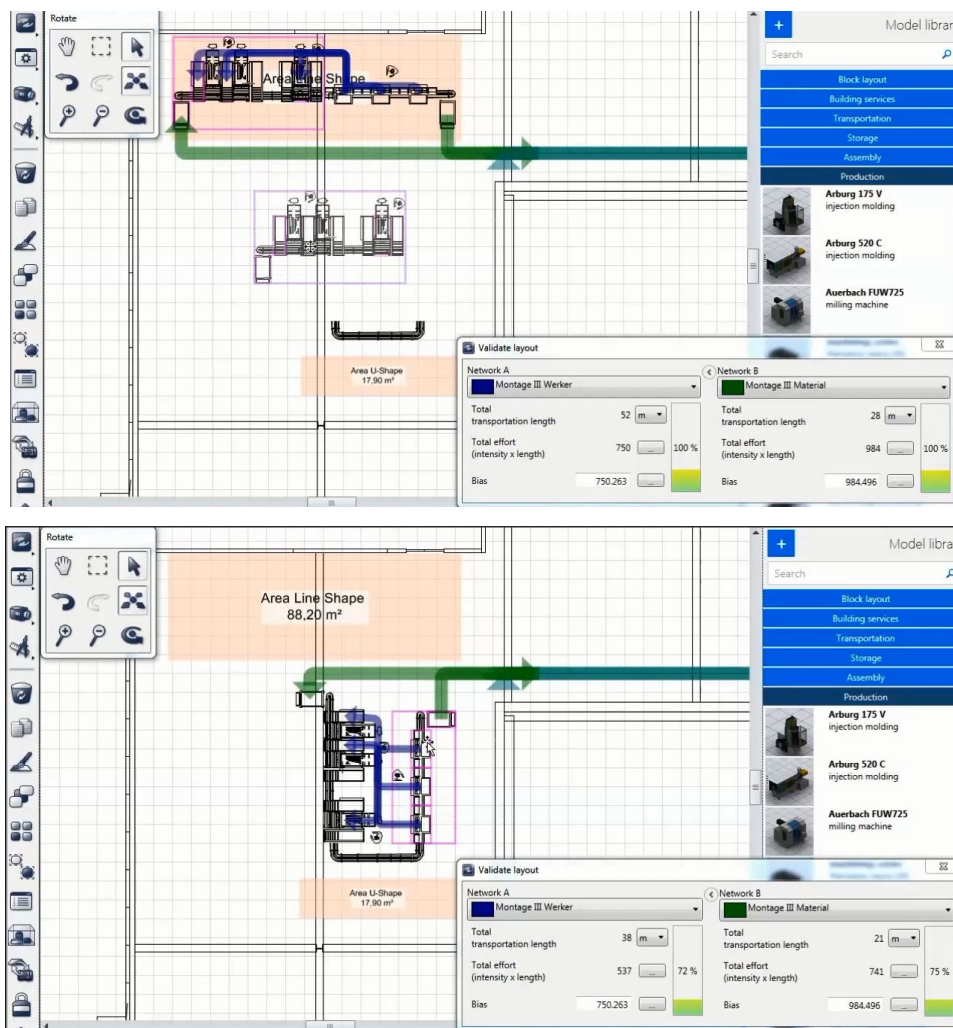 Rotate
Area Line Shape
Area U-Shape
17,90 m²
+
Model librar
Search
Block layout
Building services
Transportation
Storage
Assembly
Production
Arburg 175 V
injection molding
Arburg 520 C
injection molding
Auerbach FUW725
milling machine
Validate layout
Network A
Montage III Werker
Total
transportation length
52 m
Total effort
(intensity x length)
750 ...
100 %
Bias
750.263 ...
Network B
Montage III Material
Total
transportation length
28 m
Total effort
(intensity x length)
984 ...
100 %
Bias
984.496 ...
Rotate
Area Line Shape
88,20 m²
Area U-Shape
17,90 m²
+
Model libra
Search
Block layout
Building services
Transportation
Storage
Assembly
Production
Arburg 175 V
injection molding
Arburg 520 C
injection molding
Auerbach FUW725
milling machine
Validate layout
Network A
Montage III Werker
Total
transportation length
38 m
Total effort
(intensity x length)
537 ...
72 %
Bias
750.263 ...
Network B
Montage III Material
Total
transportation length
21 m
Total effort
(intensity x length)
741 ...
75 %
Bias
984.496 ...